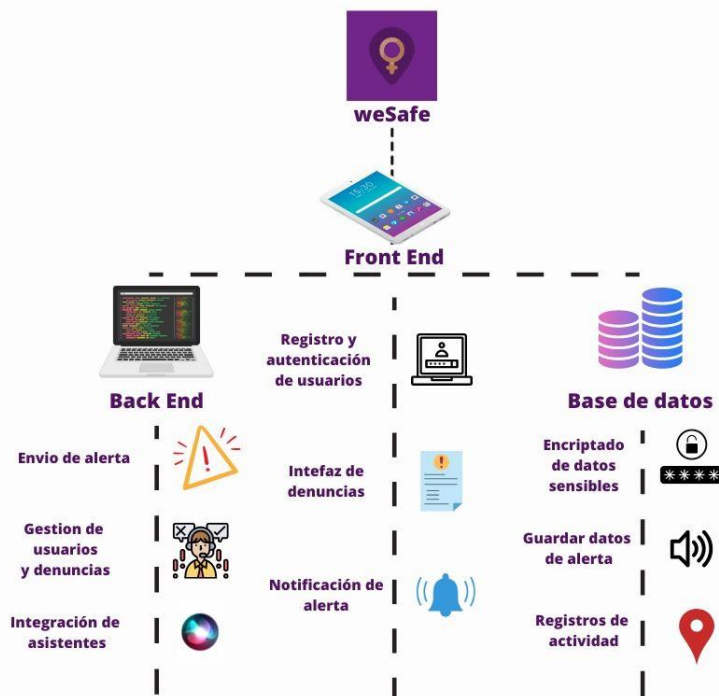 weSafe
15:30
Front End
Back End
Envio de alerta
Gestion de
usuarios
y denuncias
Integración de
asistentes
Registro y
autenticación
de usuarios
Intefaz de
denuncias
Notificación de
alerta
Base de datos
Encriptado
de datos
sensibles
****
Guardar datos
de alerta
Registros de
actividad